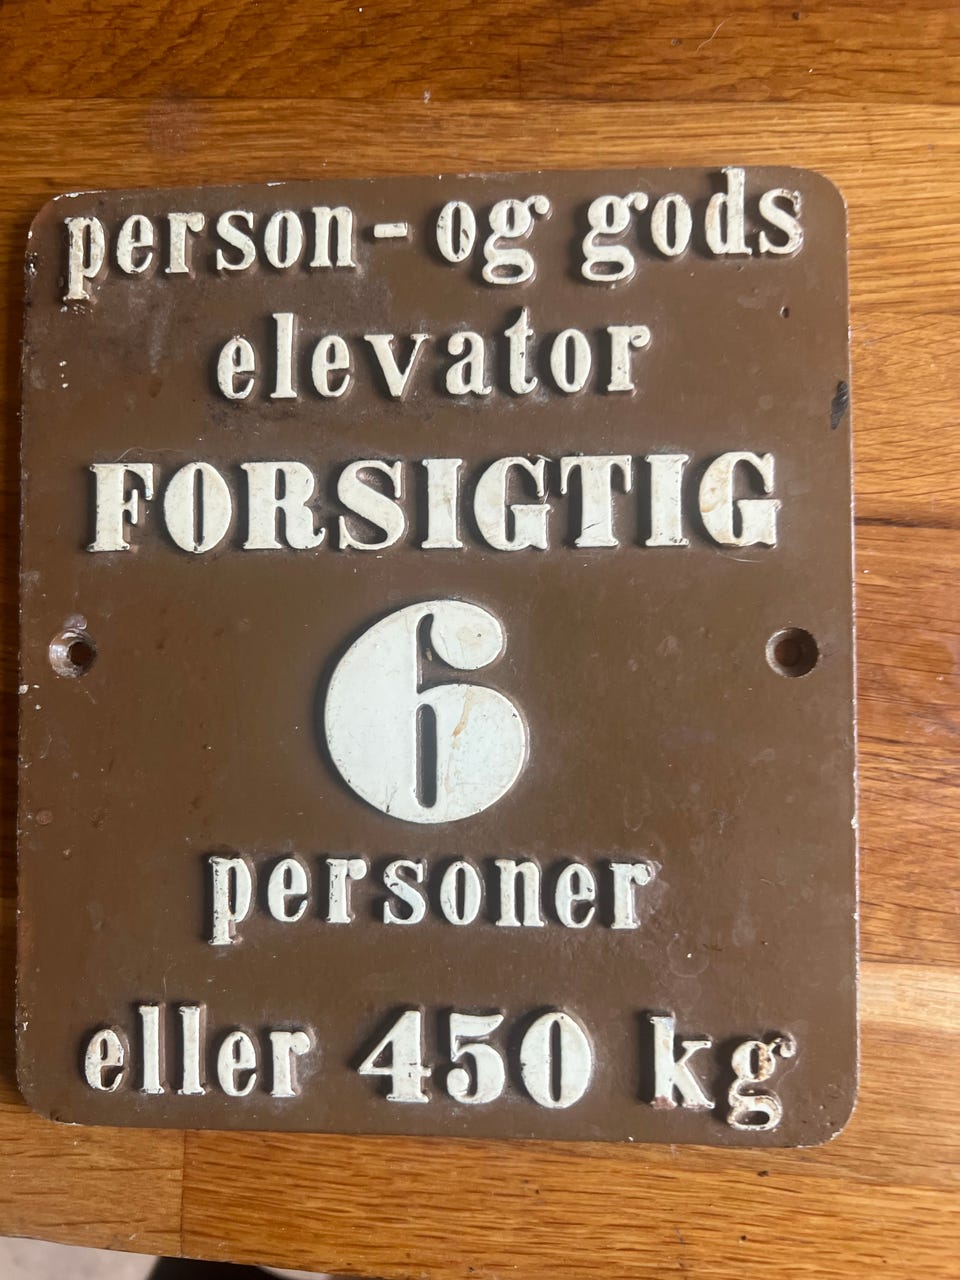 person-og gods
elevator
FORSIGTIG
6
personer
eller 450 kg